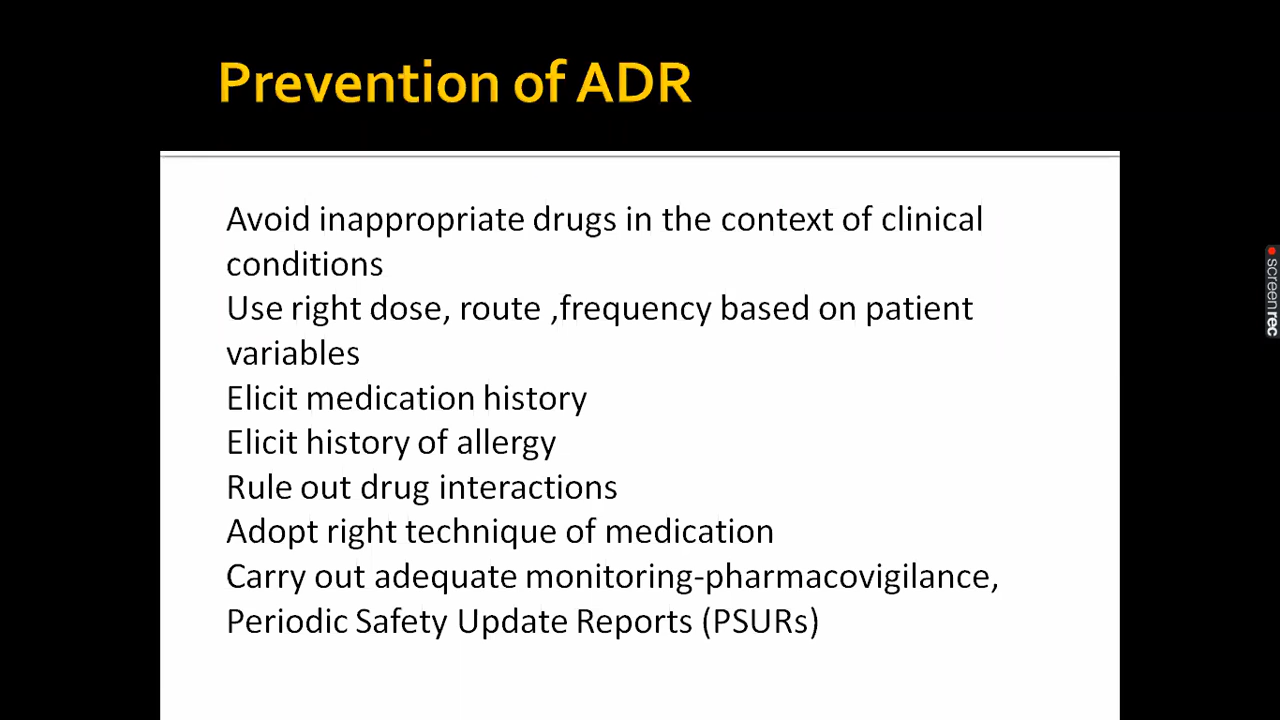 Prevention of ADR
Avoid inappropriate drugs in the context of clinical
conditions
Use right dose, route ,frequency based on patient
variables
Elicit medication history
Elicit history of allergy
Rule out drug interactions
Adopt right technique of medication
Carry out adequate monitoring-pharmacovigilance,
Periodic Safety Update Reports (PSURs)
screenrec